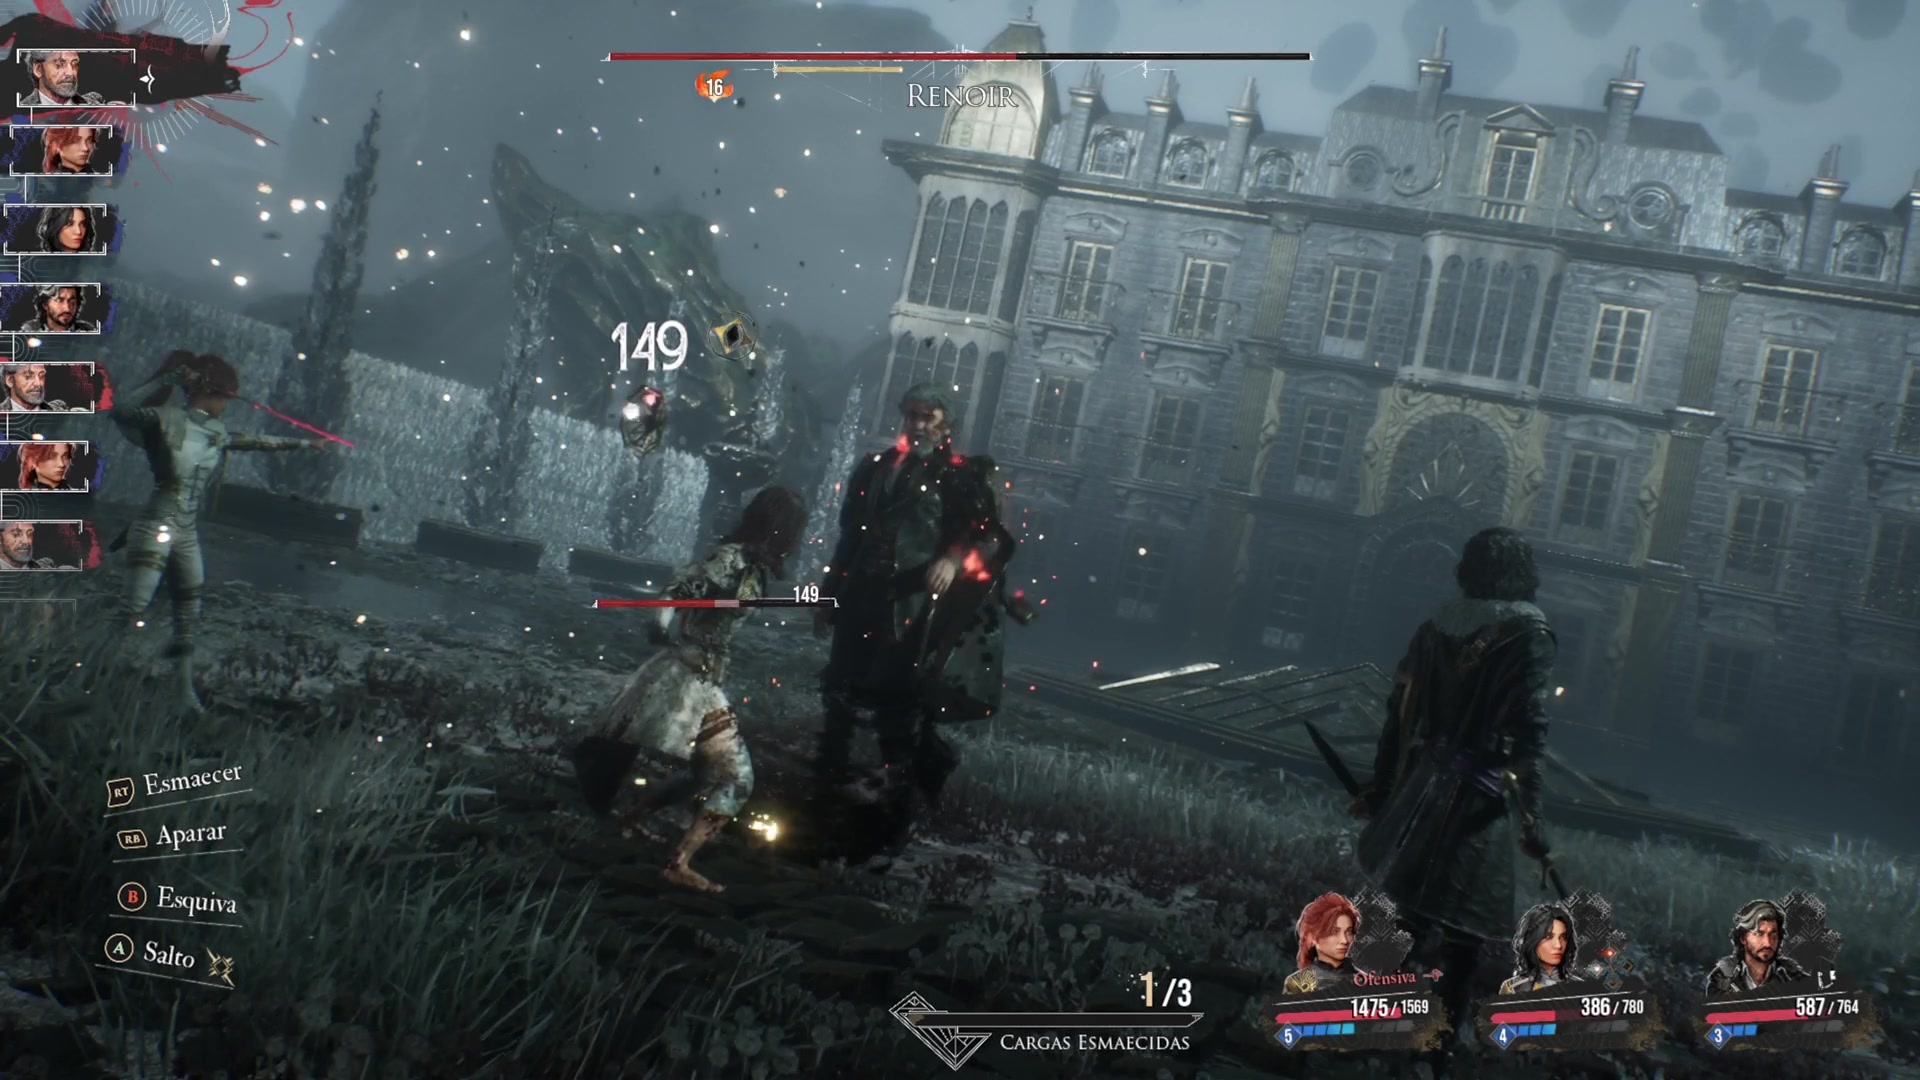 16
RENOIR
149
149
RT Esmaecer
RB Aparar
B Esquiva
A Salto
1/3
CARGAS ESMAECIDAS
Ofensiva
1475/1569
5
386/780
4
587/764
3